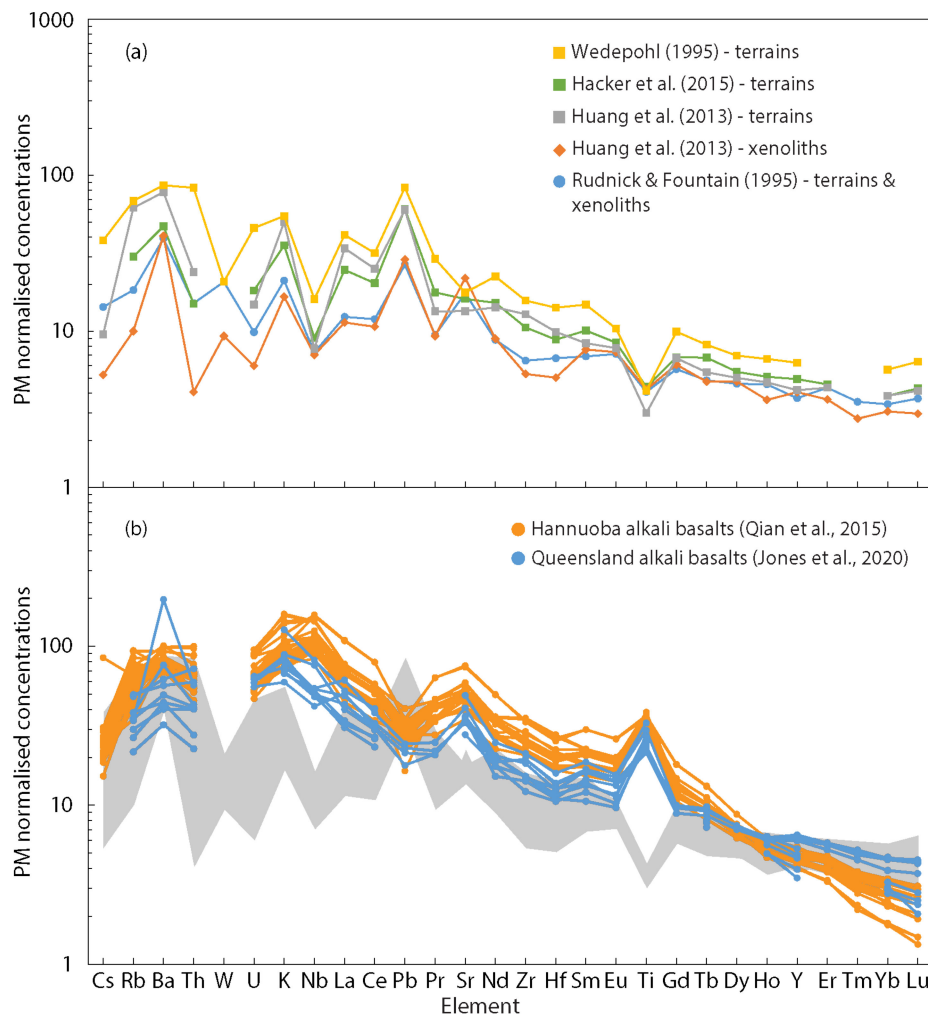 1000
(a)
Wedepohl (1995) - terrains
Hacker et al. (2015) - terrains
Huang et al. (2013) - terrains
Huang et al. (2013) - xenoliths
Rudnick & Fountain (1995) - terrains &
xenoliths
100
10
1
PM normalised concentrations
(b)
Hannuoba alkali basalts (Qian et al., 2015)
Queensland alkali basalts (Jones et al., 2020)
100
10
1
PM normalised concentrations
Cs Rb Ba Th W U K Nb La Ce Pb Pr Sr Nd Zr Hf Sm Eu Ti Gd Tb Dy Ho Y Er Tm Yb Lu
Element